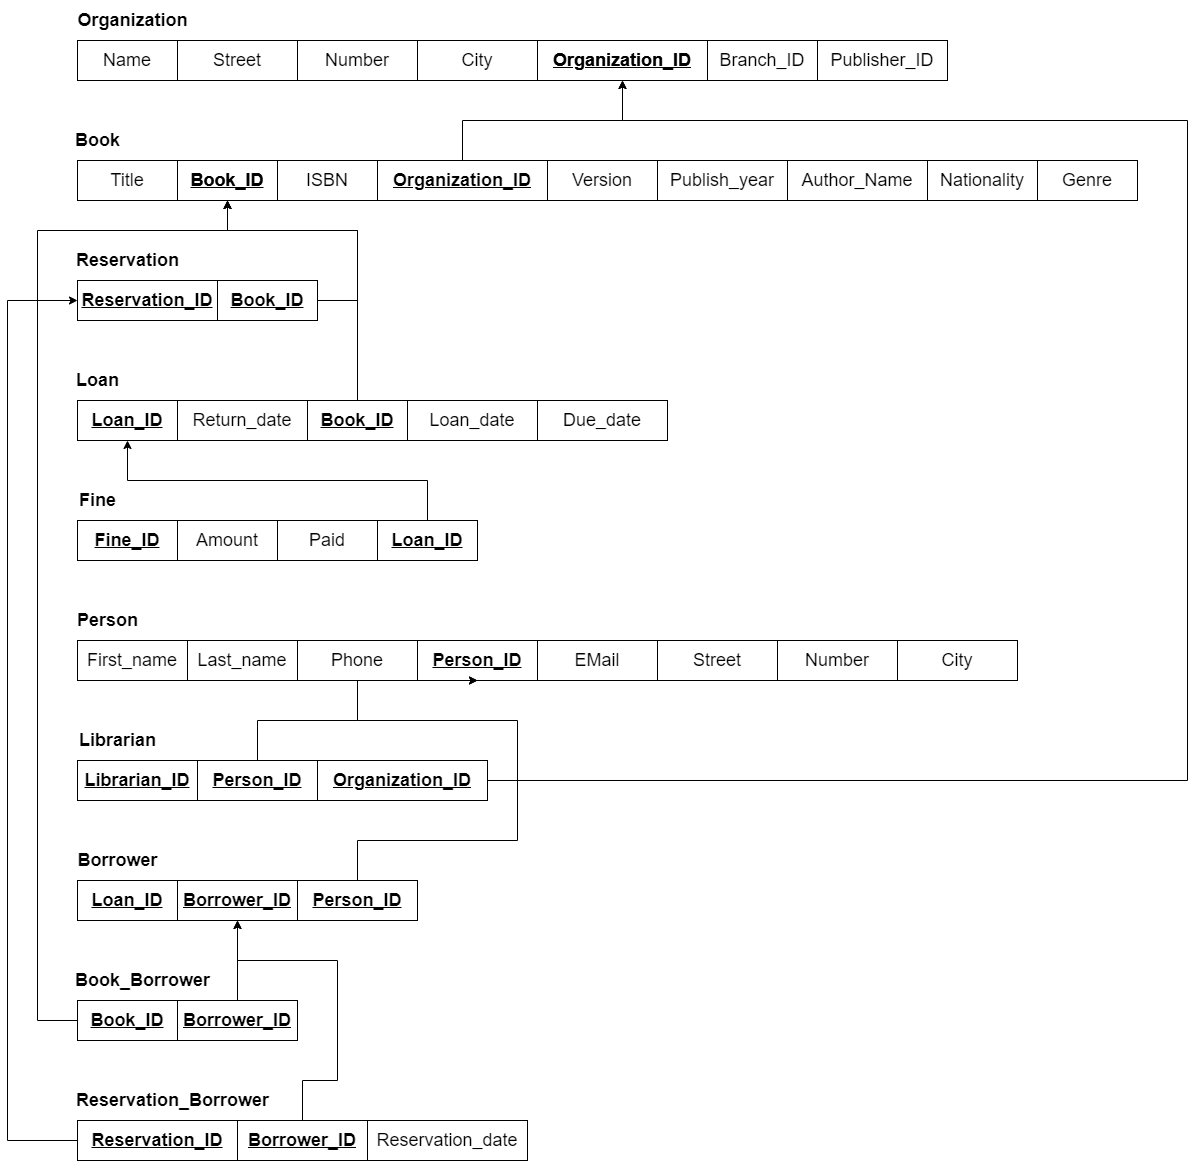 Organization
Name Street Number City Organization_ID Branch_ID Publisher_ID
Book
Title Book_ID ISBN Organization_ID Version Publish_year Author_Name Nationality Genre
Reservation
Reservation_ID Book_ID
Loan
Loan_ID Return_date Book_ID Loan_date Due_date
Fine
Fine_ID Amount Paid Loan_ID
Person
First_name Last_name Phone Person_ID EMail Street Number City
Librarian
Librarian_ID Person_ID Organization_ID
Borrower
Loan_ID Borrower_ID Person_ID
Book_Borrower
Book_ID Borrower_ID
Reservation_Borrower
Reservation_ID Borrower_ID Reservation_date